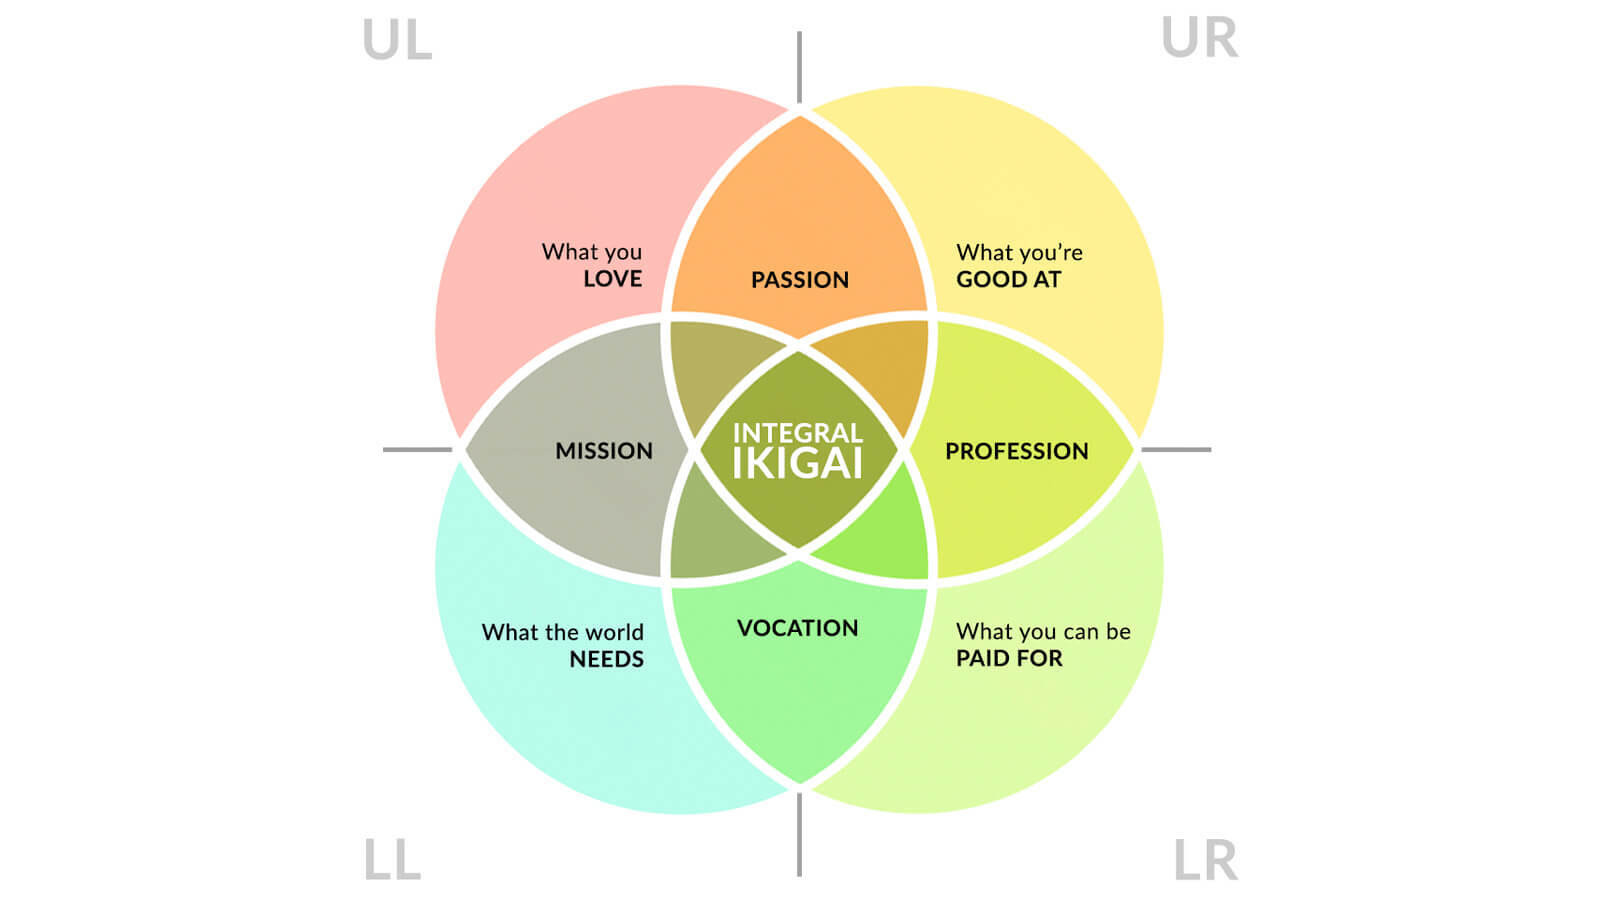 UL
UR
What you
LOVE
PASSION
What you're
GOOD AT
MISSION
INTEGRAL
IKIGAI
PROFESSION
What the world
NEEDS
VOCATION
What you can be
PAID FOR
LL
LR